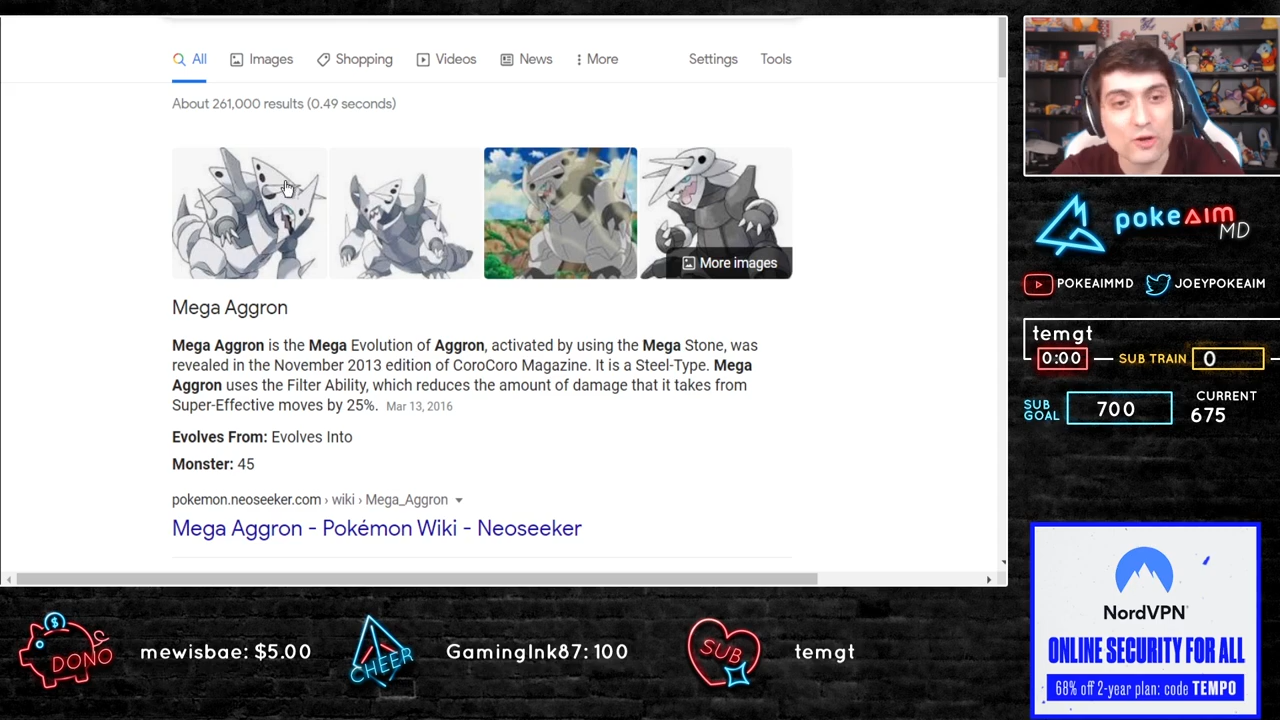 All
Images
Shopping
Videos
News
More
Settings
Tools
About 261,000 results (0.49 seconds)
More images
Mega Aggron
Mega Aggron is the Mega Evolution of Aggron, activated by using the Mega Stone, was
revealed in the November 2013 edition of CoroCoro Magazine. It is a Steel-Type. Mega
Aggron uses the Filter Ability, which reduces the amount of damage that it takes from
Super-Effective moves by 25%. Mar 13, 2016
Evolves From: Evolves Into
Monster: 45
pokemon.neoseeker.com › wiki › Mega_Aggron
Mega Aggron - Pokémon Wiki - Neoseeker
pokeAIM
MD
POKEAIMMD
JOEYPOKEAIM
temgt
0:00
SUB TRAIN
0
SUB
GOAL
700
CURRENT
675
NordVPN
ONLINE SECURITY FOR ALL
68% off 2-year plan: code TEMPO
$
DONO
mewisbae: $5.00
CHEER
GamingInk87: 100
SUB
temgt